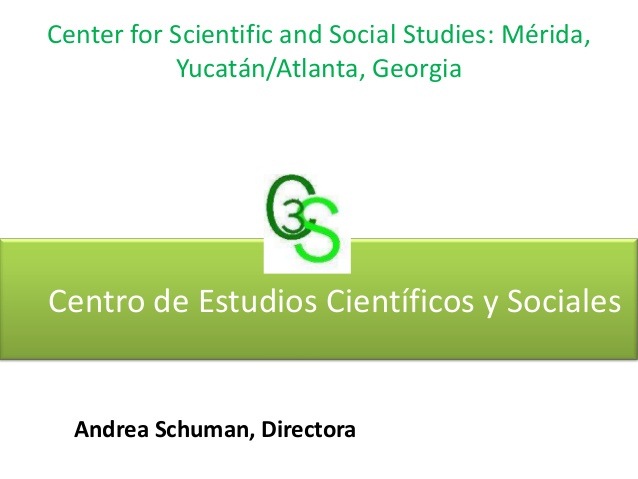 Center for Scientific and Social Studies: Mérida,
Yucatán/Atlanta, Georgia
C3S
Centro de Estudios Científicos y Sociales
Andrea Schuman, Directora